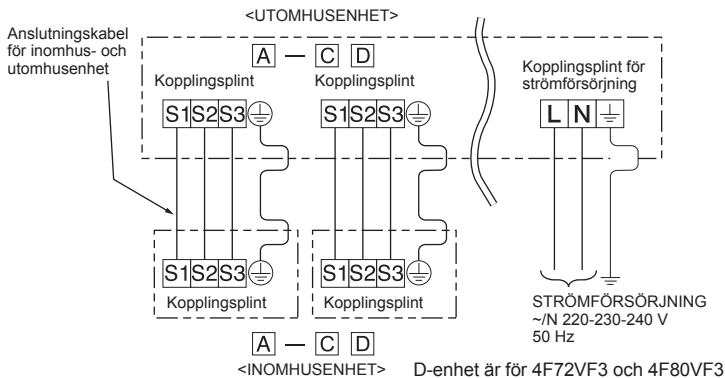 <UTOMHUSENHET>
Anslutningskabel
för inomhus- och
utomhusenhet
A — C D
Kopplingsplint
Kopplingsplint
Kopplingsplint för
strömförsörjning
S1 S2 S3
S1 S2 S3
L N
S1 S2 S3
S1 S2 S3
Kopplingsplint
Kopplingsplint
STRÖMFÖRSÖRJNING
~/N 220-230-240 V
50 Hz
A — C D
<INOMHUSENHET>
D-enhet är för 4F72VF3 och 4F80VF3